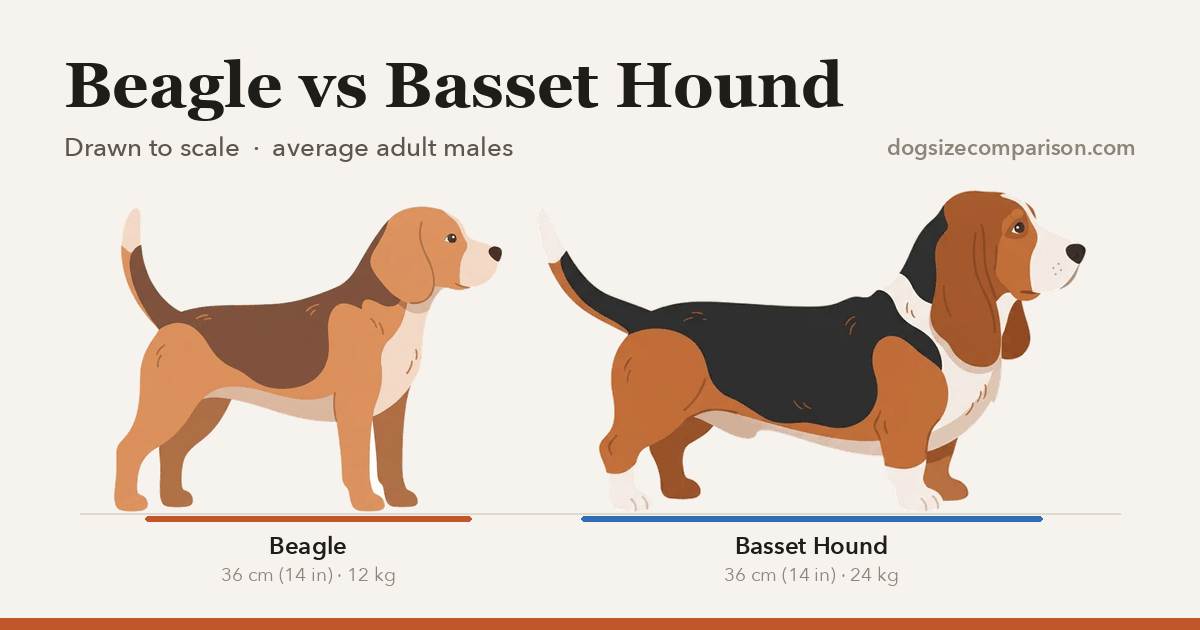 Beagle vs Basset Hound
Drawn to scale · average adult males
dogsizecomparison.com
Beagle
36 cm (14 in) · 12 kg
Basset Hound
36 cm (14 in) · 24 kg